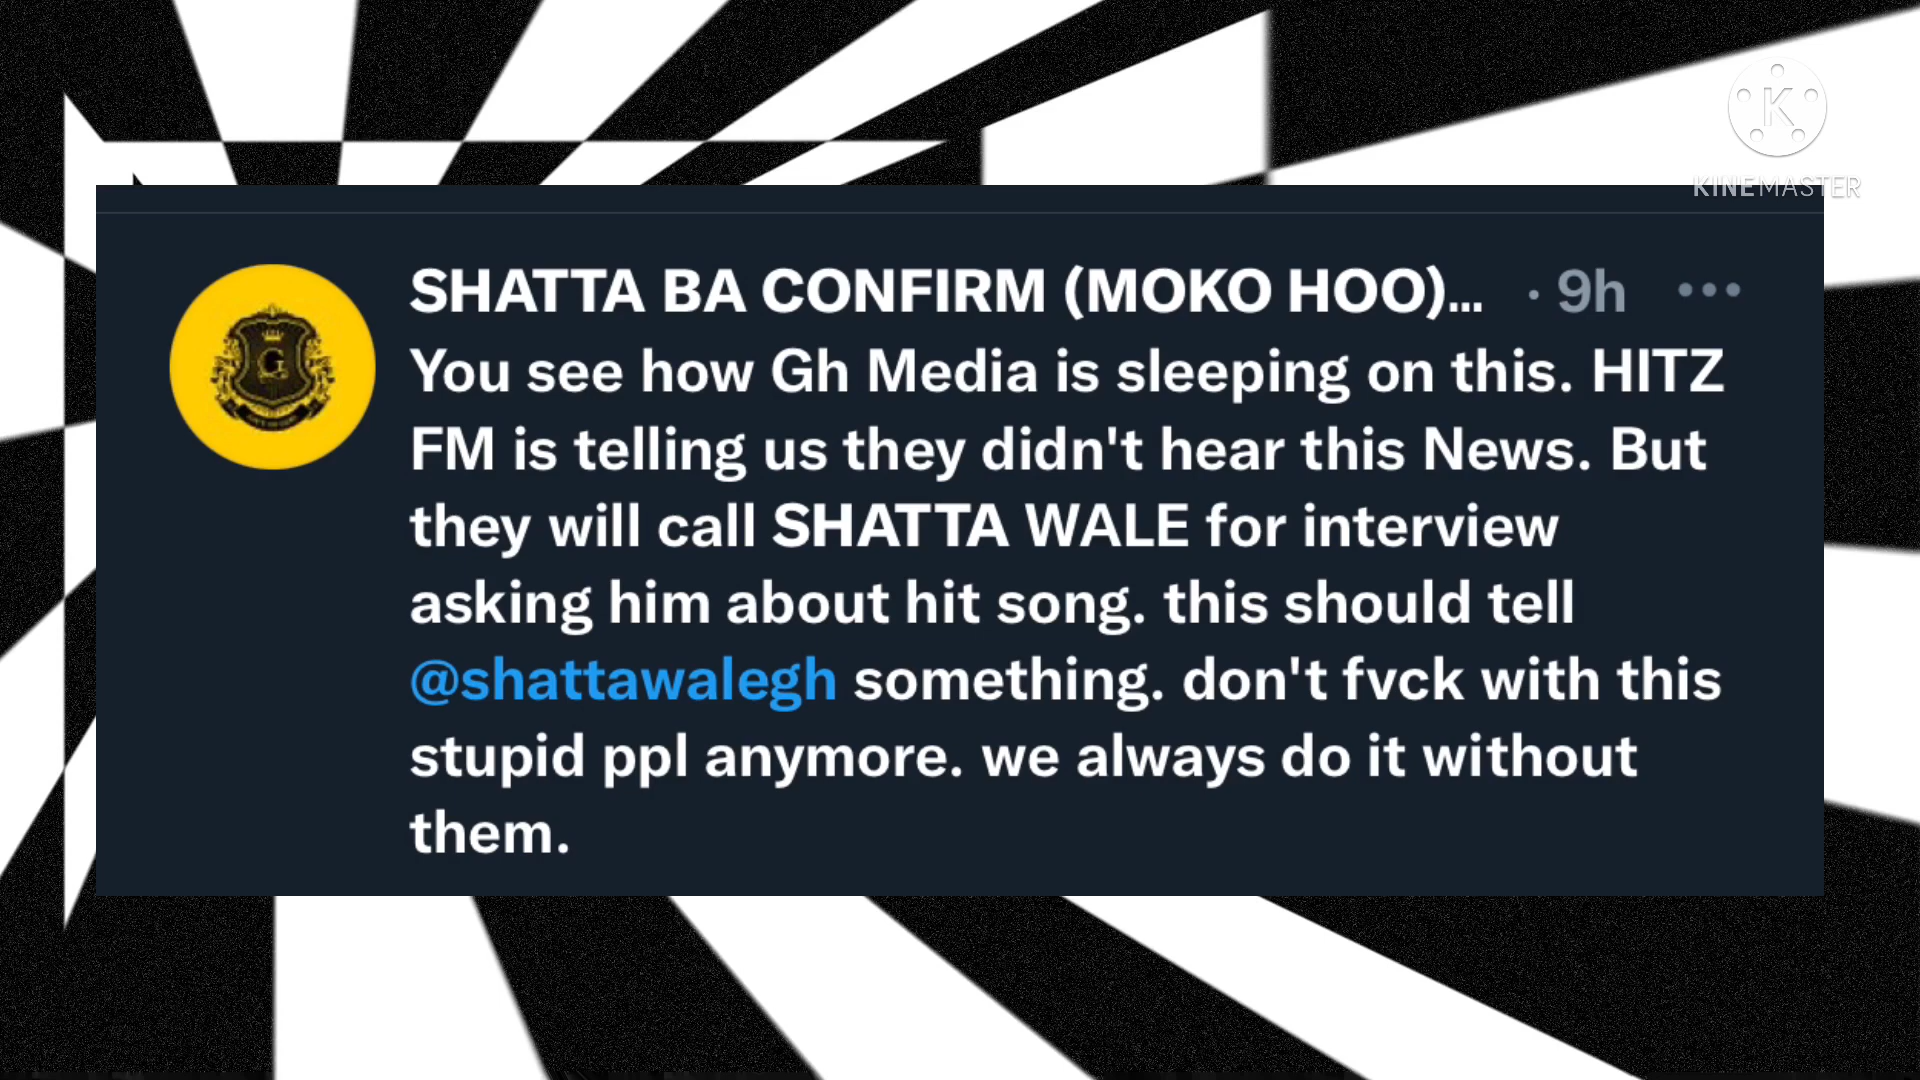 K
KINEMASTER
SHATTA BA CONFIRM (MOKO HOO)... · 9h
You see how Gh Media is sleeping on this. HITZ
FM is telling us they didn't hear this News. But
they will call SHATTA WALE for interview
asking him about hit song. this should tell
@shattawalegh something. don't fvck with this
stupid ppl anymore. we always do it without
them.
G